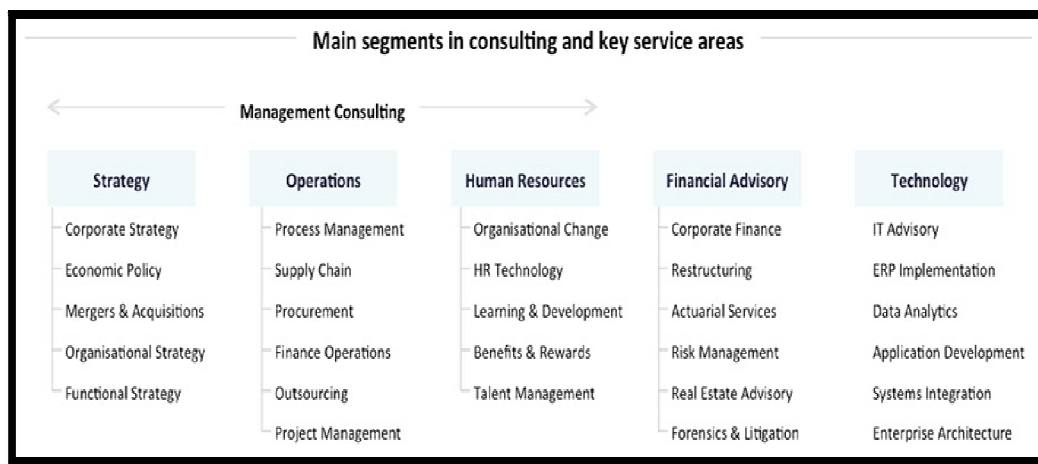 Main segments in consulting and key service areas
Management Consulting
Strategy
Corporate Strategy
Economic Policy
Mergers & Acquisitions
Organisational Strategy
Functional Strategy
Operations
Process Management
Supply Chain
Procurement
Finance Operations
Outsourcing
Project Management
Human Resources
Organisational Change
HR Technology
Learning & Development
Benefits & Rewards
Talent Management
Financial Advisory
Corporate Finance
Restructuring
Actuarial Services
Risk Management
Real Estate Advisory
Forensics & Litigation
Technology
IT Advisory
ERP Implementation
Data Analytics
Application Development
Systems Integration
Enterprise Architecture